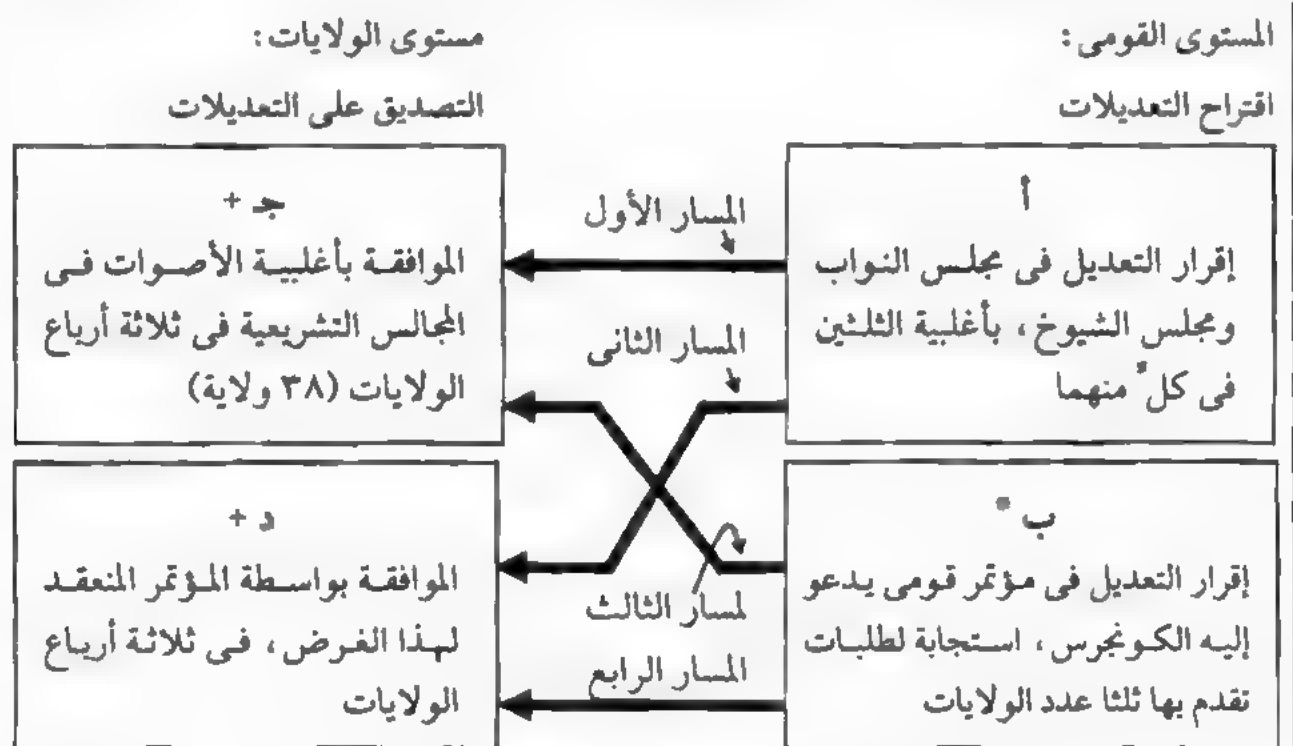 المستوى القومى:
اقتراح التعديلات
أ
إقرار التعديل فى مجلس النواب
ومجلس الشيوخ، بأغلبية الثلثين
فى كل* منهما
ب *
إقرار التعديل فى مؤتمر قومى يدعو
إليه الكونجرس، استجابة لطلبات
تقدم بها ثلثا عدد الولايات
المسار الأول
المسار الثانى
لمسار الثالث
المسار الرابع
مستوى الولايات:
التصديق على التعديلات
جـ +
الموافقة بأغلبية الأصوات فى
المجالس التشريعية فى ثلاثة أرباع
الولايات (٣٨ ولاية)
د +
الموافقة بواسطة المؤتمر المنعقد
لهذا الغرض، فى ثلاثة أرباع
الولايات